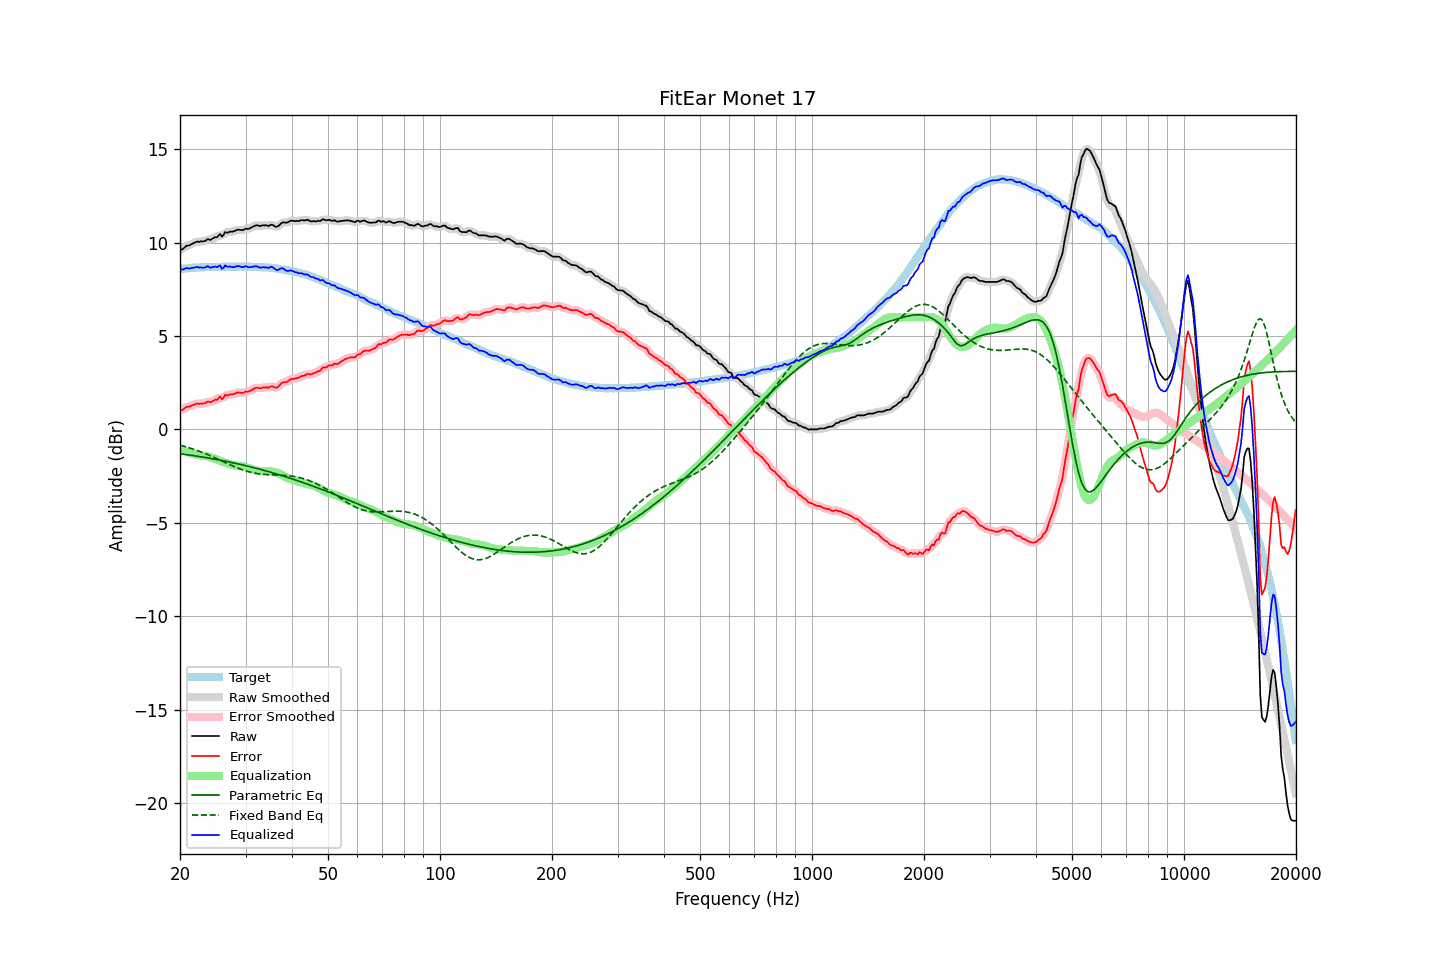 FitEar Monet 17
Amplitude (dBr)
15
10
5
0
−5
−10
−15
−20
Target
Raw Smoothed
Error Smoothed
Raw
Error
Equalization
Parametric Eq
Fixed Band Eq
Equalized
20 50 100 200 500 1000 2000 5000 10000 20000
Frequency (Hz)